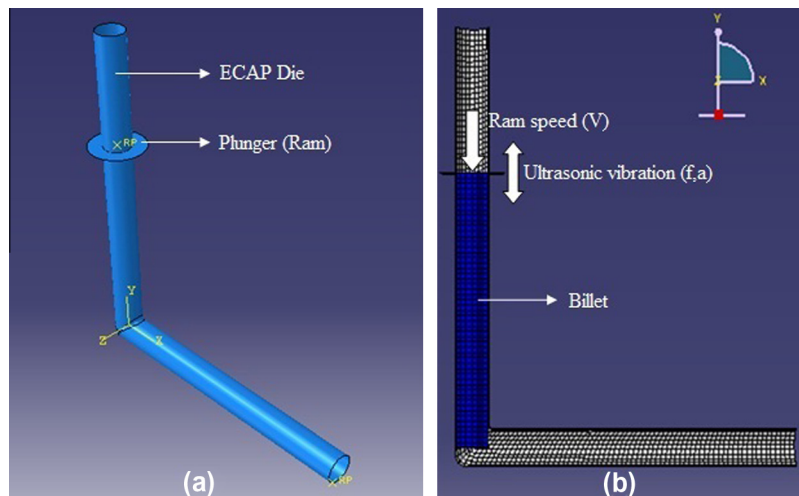 ECAP Die
RP
Plunger (Ram)
Y
Z
X
RP
(a)
Y
Z
X
Ram speed (V)
Ultrasonic vibration (f,a)
Billet
(b)